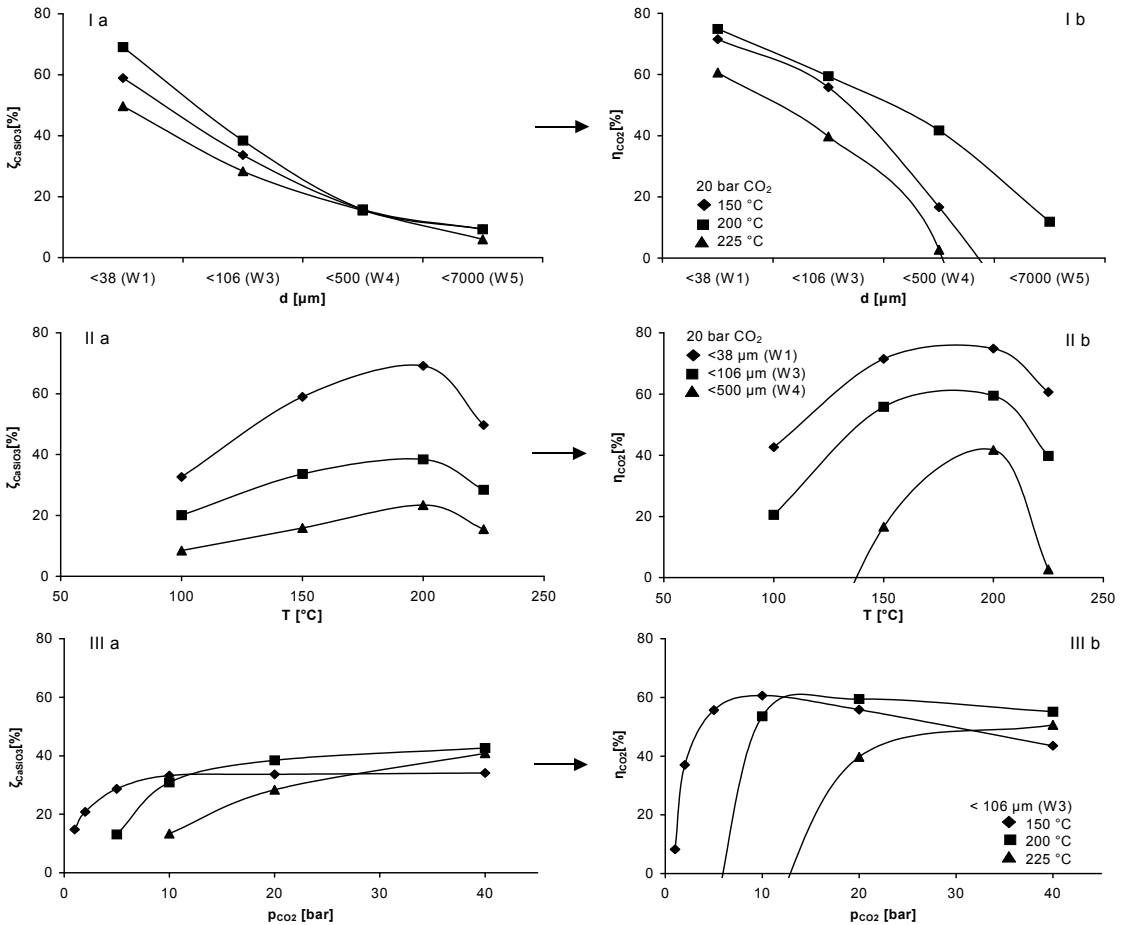 I a
80
60
40
20
0
ζCaSiO3[%]
<38 (W1) <106 (W3) <500 (W4) <7000 (W5)
d [µm]
I b
80
60
40
20
0
ηCO2[%]
20 bar CO2
150 °C
200 °C
225 °C
<38 (W1) <106 (W3) <500 (W4) <7000 (W5)
d [µm]
II a
80
60
40
20
0
ζCaSiO3[%]
50 100 150 200 250
T [°C]
II b
80
60
40
20
0
ηCO2[%]
20 bar CO2
<38 µm (W1)
<106 µm (W3)
<500 µm (W4)
50 100 150 200 250
T [°C]
III a
80
60
40
20
0
ζCaSiO3[%]
0 10 20 30 40
pCO2 [bar]
III b
80
60
40
20
0
ηCO2[%]
< 106 µm (W3)
150 °C
200 °C
225 °C
0 10 20 30 40
pCO2 [bar]